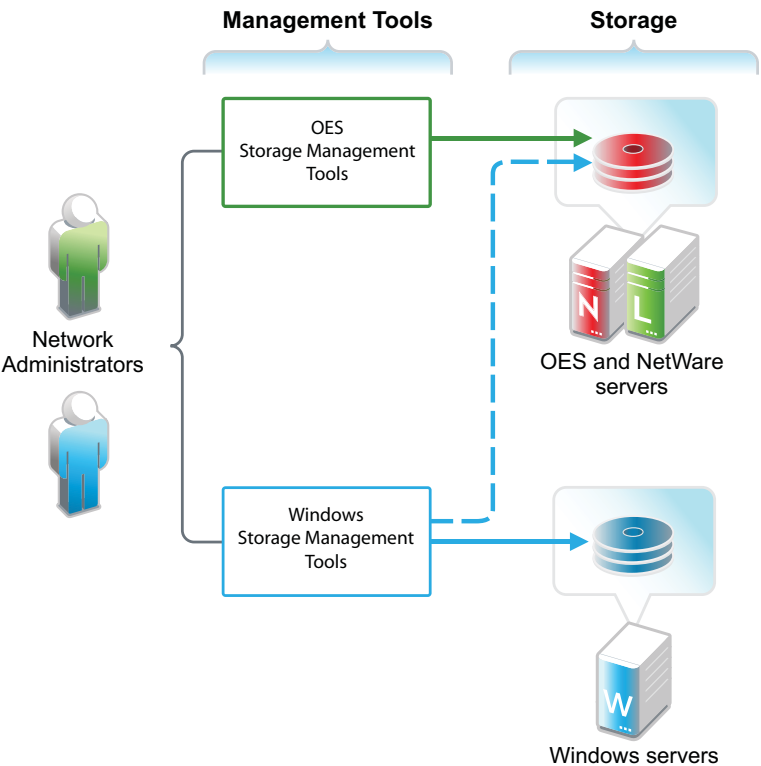 Management Tools
Storage
OES
Storage Management
Tools
N
L
Network
Administrators
OES and NetWare
servers
Windows
Storage Management
Tools
W
Windows servers